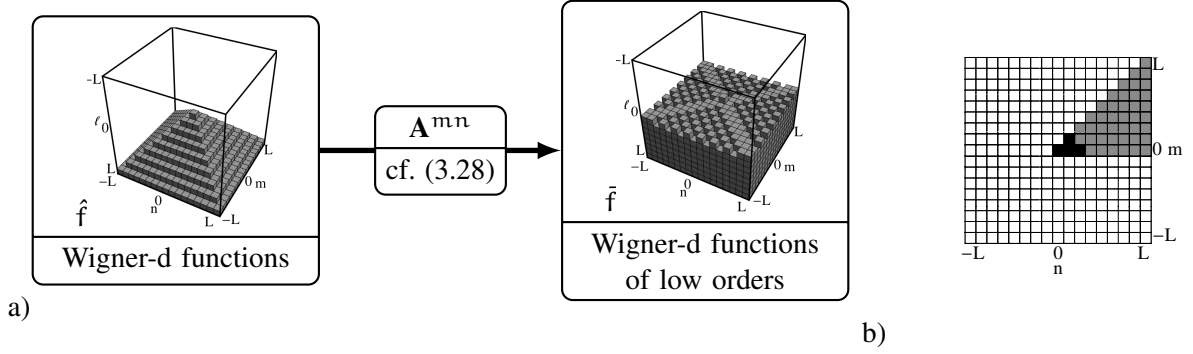 -L
ℓ
0
L
-L
n
0
L
-L
0 m
L
f̂
Wigner-d functions
A^{mn}
cf. (3.28)
-L
ℓ
0
L
-L
n
0
L
-L
0 m
L
f̄
Wigner-d functions
of low orders
a)
L
0 m
-L
-L
0
L
n
b)